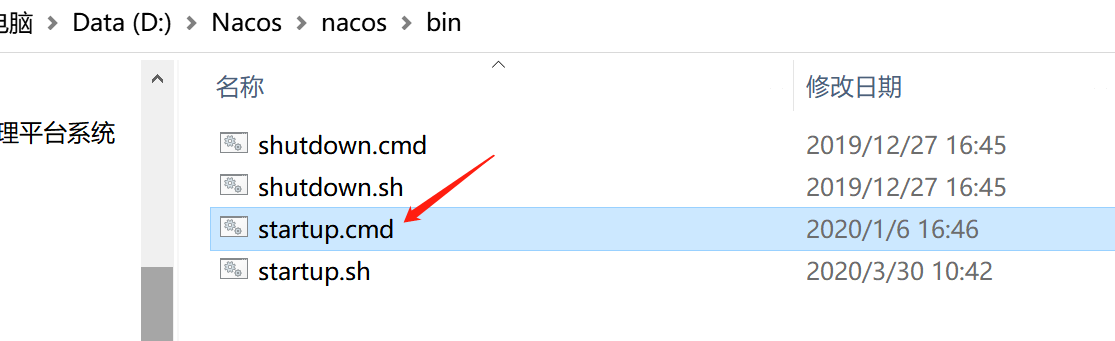 电脑 > Data (D:) > Nacos > nacos > bin
名称 修改日期
理平台系统
shutdown.cmd 2019/12/27 16:45
shutdown.sh 2019/12/27 16:45
startup.cmd 2020/1/6 16:46
startup.sh 2020/3/30 10:42